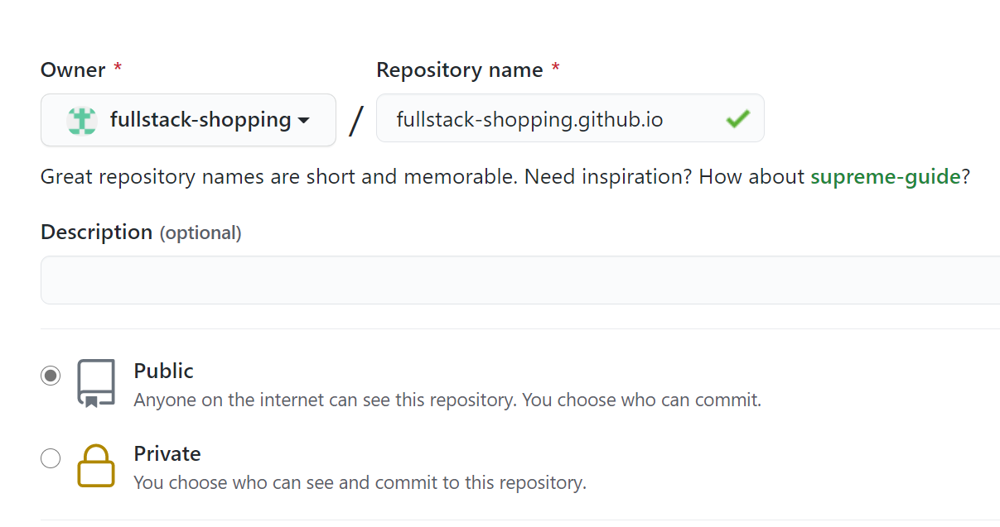 Owner * Repository name *
fullstack-shopping / fullstack-shopping.github.io
Great repository names are short and memorable. Need inspiration? How about supreme-guide?
Description (optional)
Public
Anyone on the internet can see this repository. You choose who can commit.
Private
You choose who can see and commit to this repository.